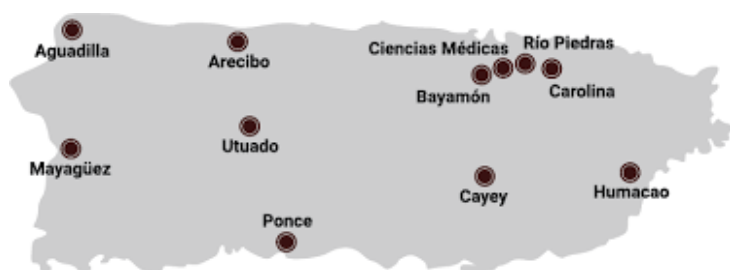 Aguadilla
Arecibo
Ciencias Médicas
Río Piedras
Bayamón
Carolina
Utuado
Mayagüez
Cayey
Humacao
Ponce